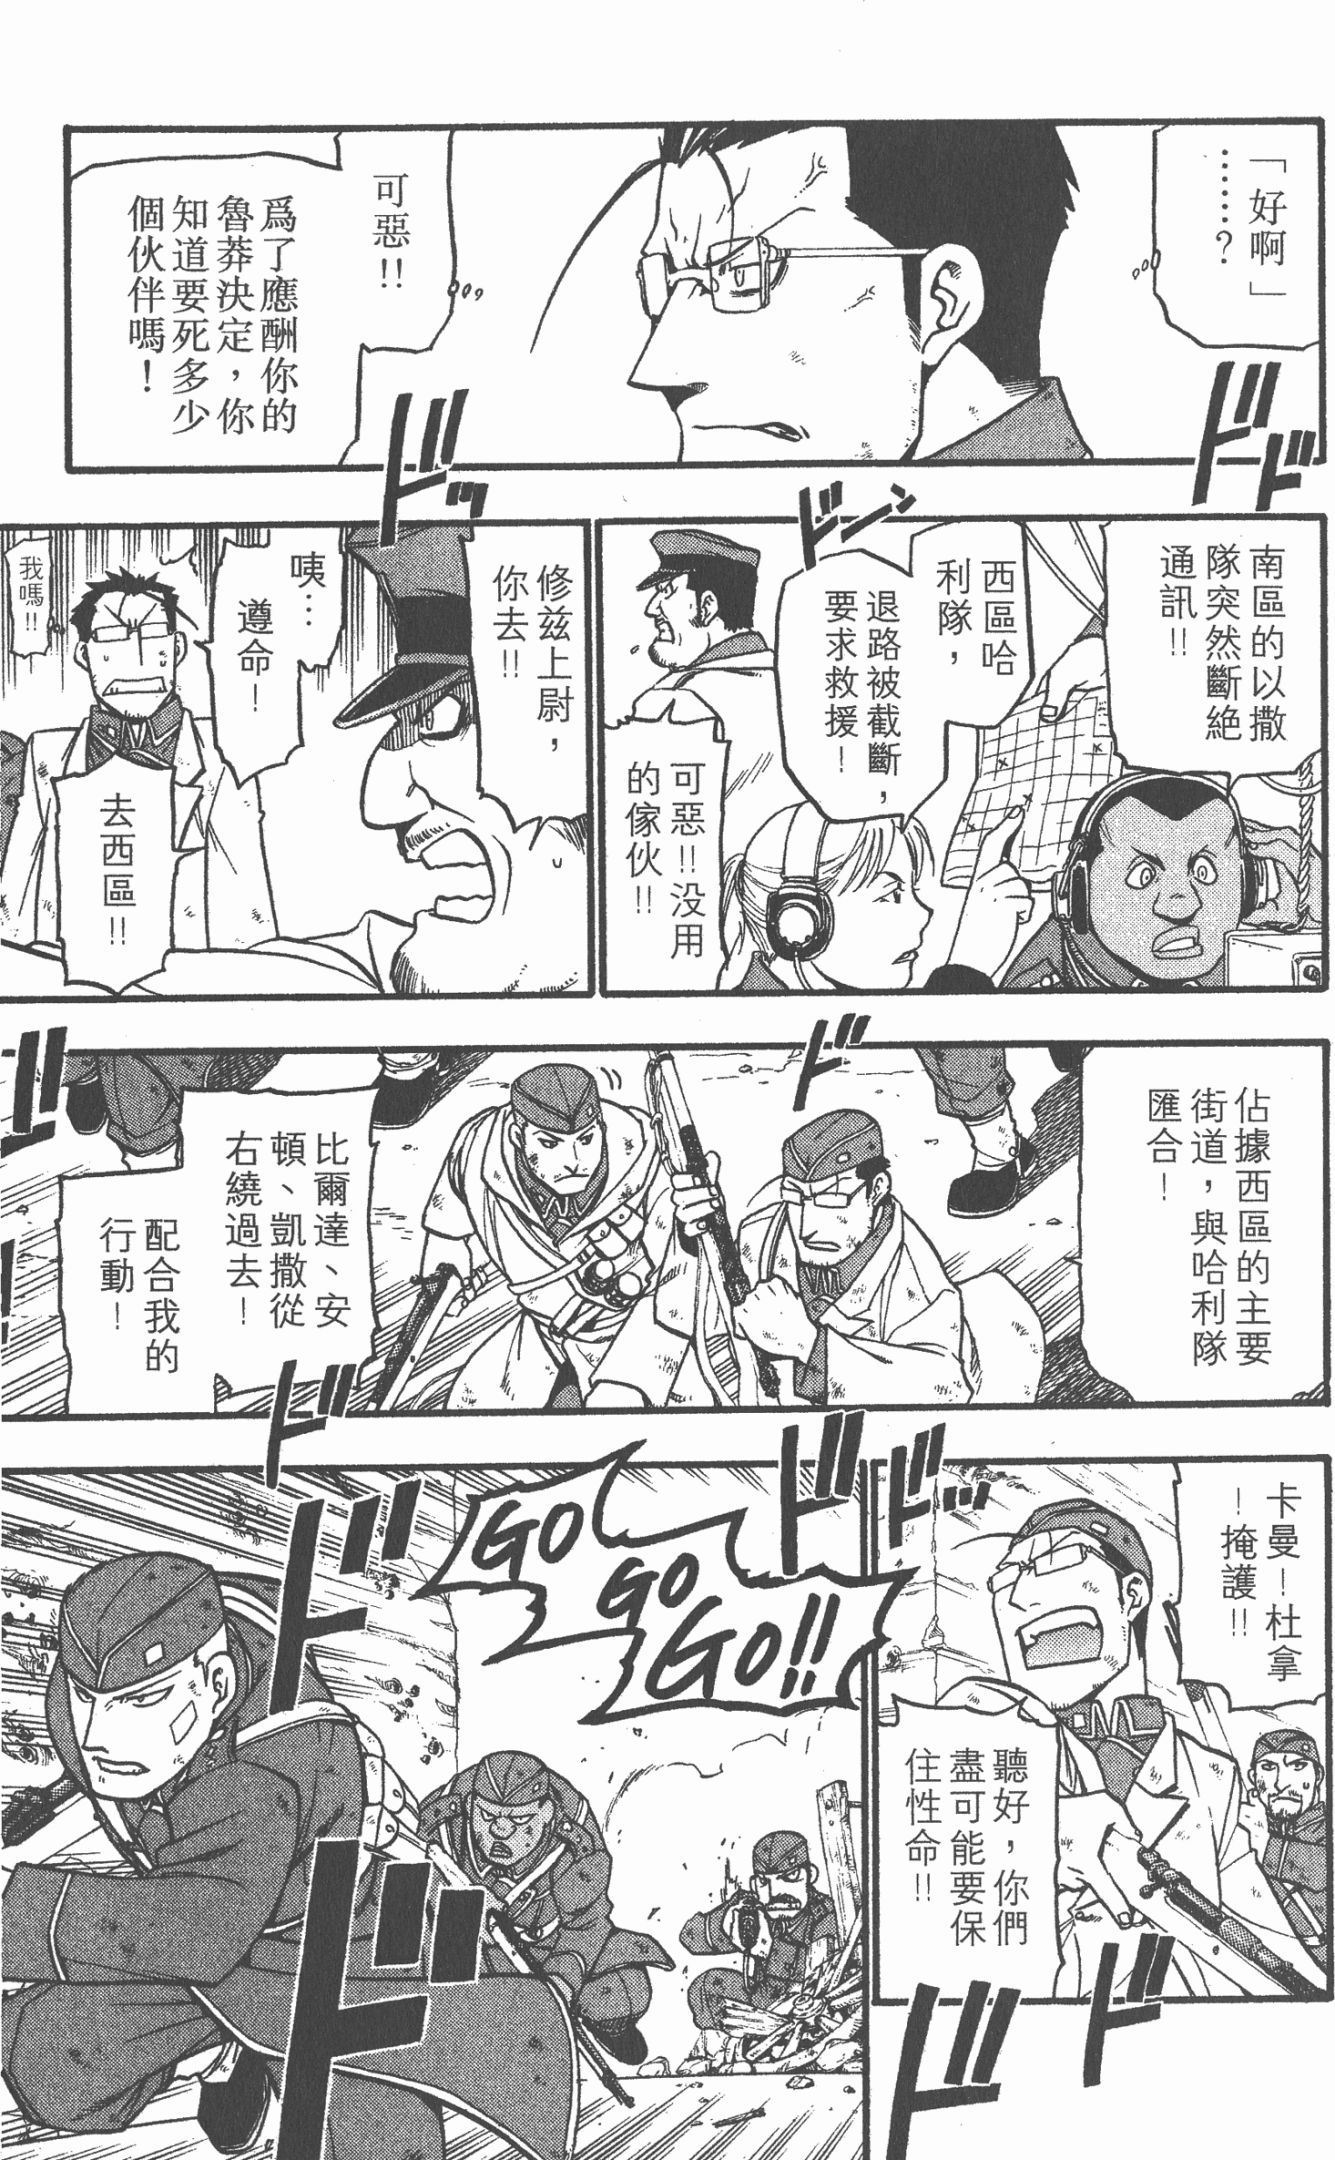 「好啊」
……?
可惡!!
爲了應酬你的
魯莽決定，你
知道要死多少
個伙伴嗎！
ドドッ
ドド
南區的以撒
隊突然斷絕
通訊!!
西區哈
利隊，
退路被截斷，
要求救援！
ドーン
可惡!!没用
的傢伙!!
修兹上尉，
你去!!
咦…
遵命！
我嗎!!
去西區!!
佔據西區的主要
街道，與哈利隊
匯合！
ド
比爾達、安
頓、凱撒從
右繞過去！
配合我的
行動！
卡曼！杜拿
！掩護!!
聽好，你們
盡可能要保
住性命!!
GO
GO
GO!!
ドド
ド
ド
ド
ド
ド